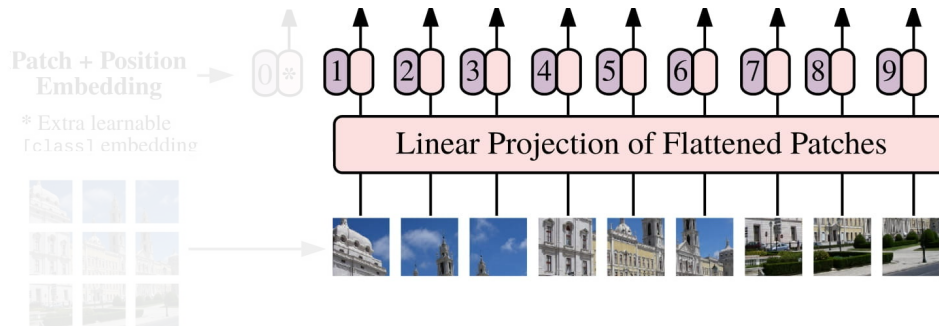 Patch + Position
Embedding
0 *
1 2 3 4 5 6 7 8 9
* Extra learnable
[class] embedding
Linear Projection of Flattened Patches